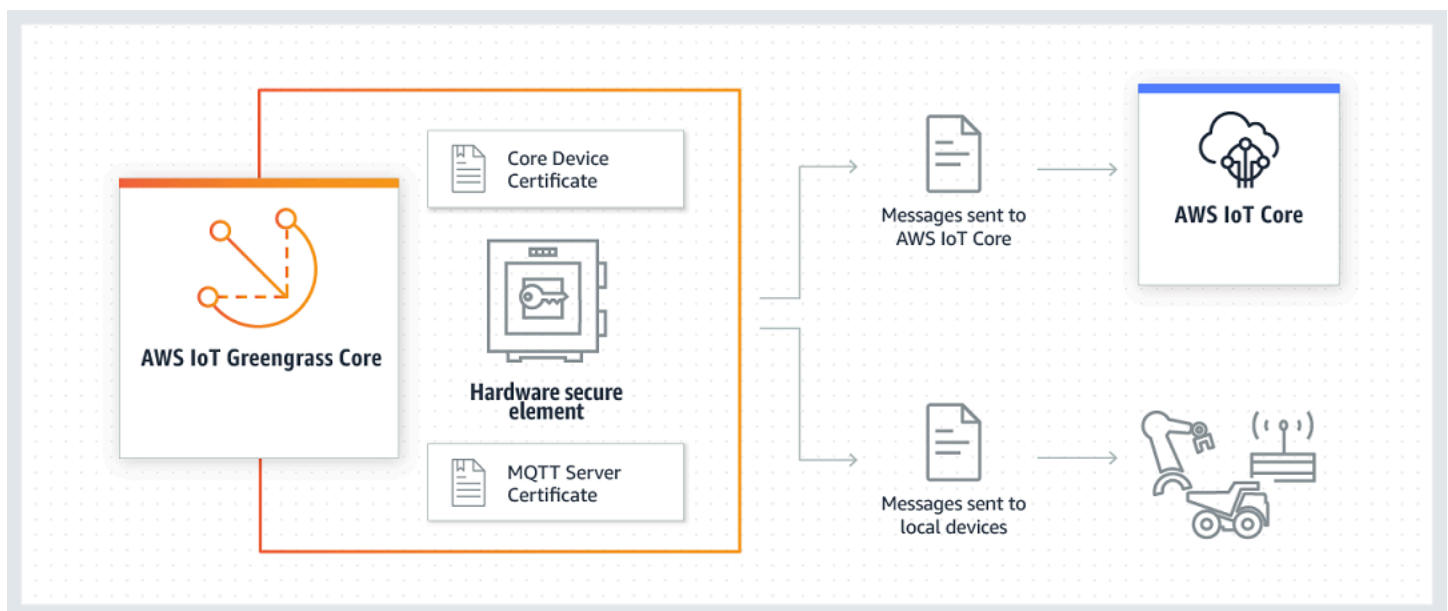 Core Device
Certificate
AWS IoT Greengrass Core
Hardware secure
element
MQTT Server
Certificate
Messages sent to
AWS IoT Core
AWS IoT Core
Messages sent to
local devices